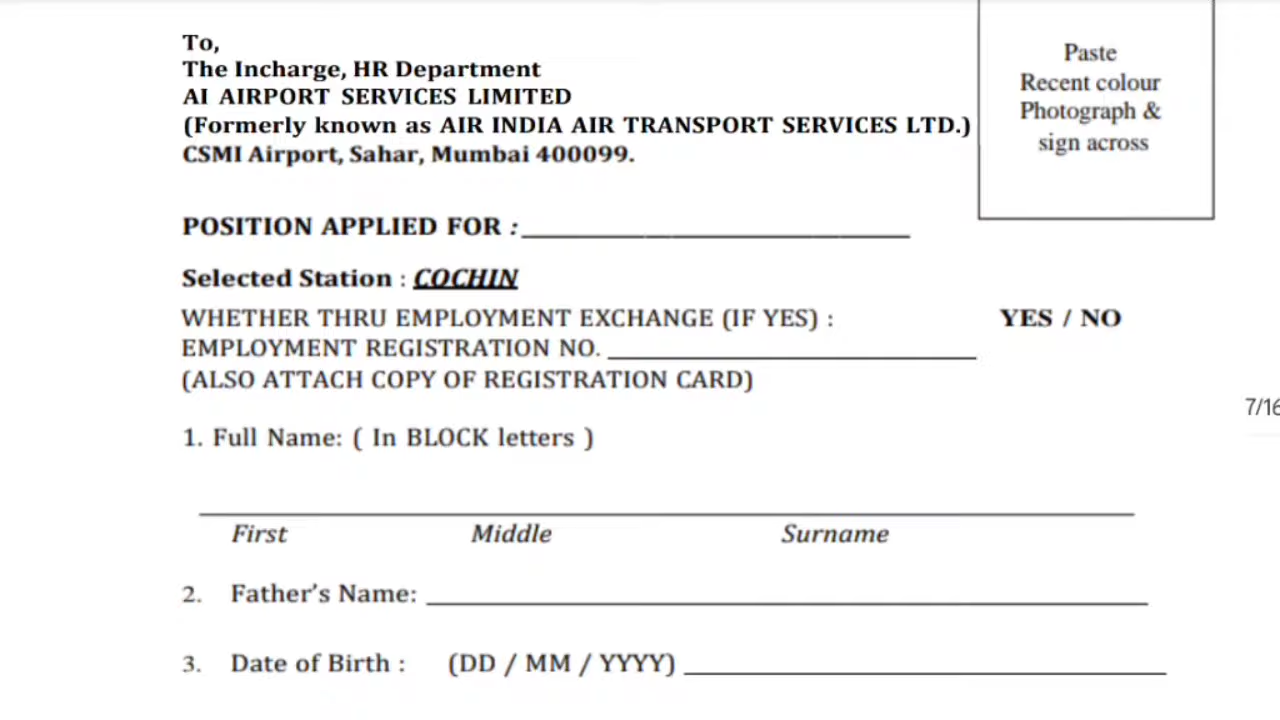 To,
The Incharge, HR Department
AI AIRPORT SERVICES LIMITED
(Formerly known as AIR INDIA AIR TRANSPORT SERVICES LTD.)
CSMI Airport, Sahar, Mumbai 400099.
Paste
Recent colour
Photograph &
sign across
POSITION APPLIED FOR :
Selected Station : COCHIN
WHETHER THRU EMPLOYMENT EXCHANGE (IF YES) : YES / NO
EMPLOYMENT REGISTRATION NO.
(ALSO ATTACH COPY OF REGISTRATION CARD)
7/16
1. Full Name: ( In BLOCK letters )
First Middle Surname
2. Father's Name:
3. Date of Birth : (DD / MM / YYYY)